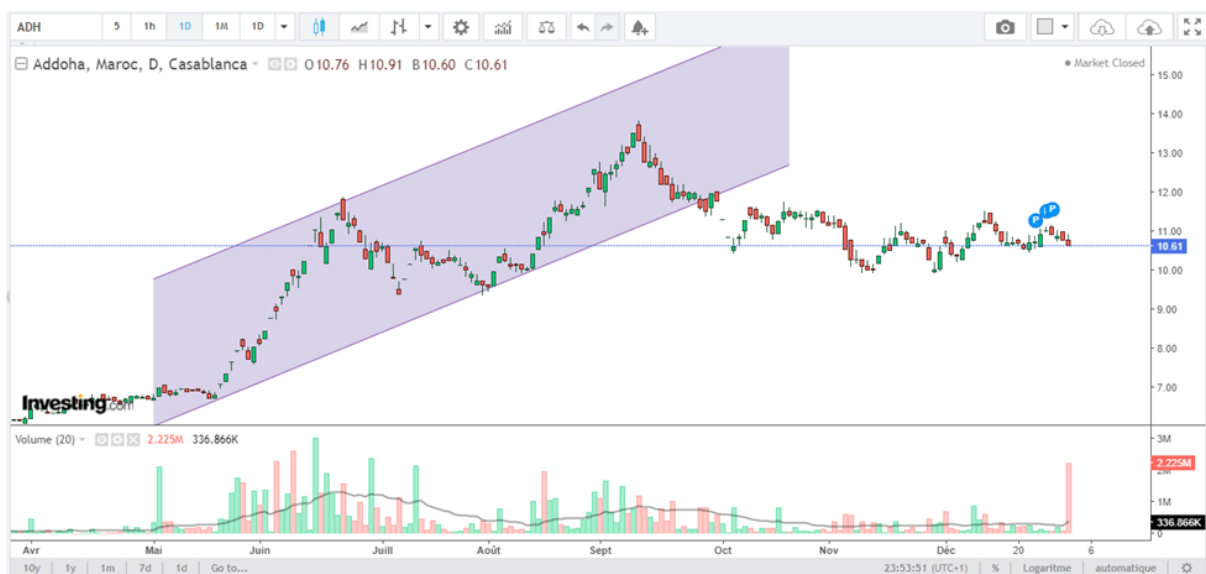 ADH 5 1h 1D 1M 1D
Addoha, Maroc, D, Casablanca O10.76 H10.91 B10.60 C10.61
Market Closed
15.00
14.00
13.00
12.00
11.00
10.61
10.00
9.00
8.00
7.00
P P
Investing.com
Volume (20) 2.225M 336.866K
3M
2.225M
1M
336.866K
0
Avr Mai Juin Juill Août Sept Oct Nov Déc 20 6
10y 1y 1m 7d 1d Go to... 23:53:51 (UTC+1) % Logaritme automatique